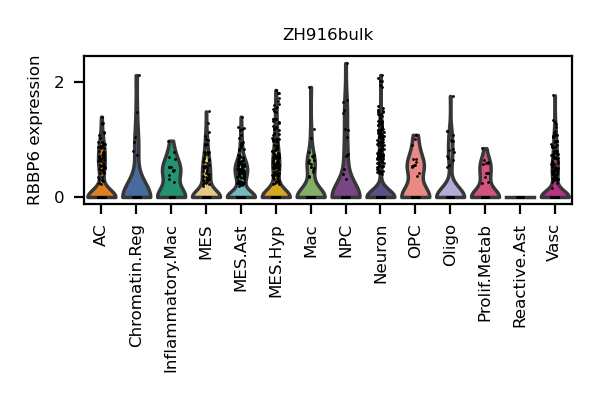 ZH916bulk
RBBP6 expression
2
0
AC
Chromatin.Reg
Inflammatory.Mac
MES
MES.Ast
MES.Hyp
Mac
NPC
Neuron
OPC
Oligo
Prolif.Metab
Reactive.Ast
Vasc